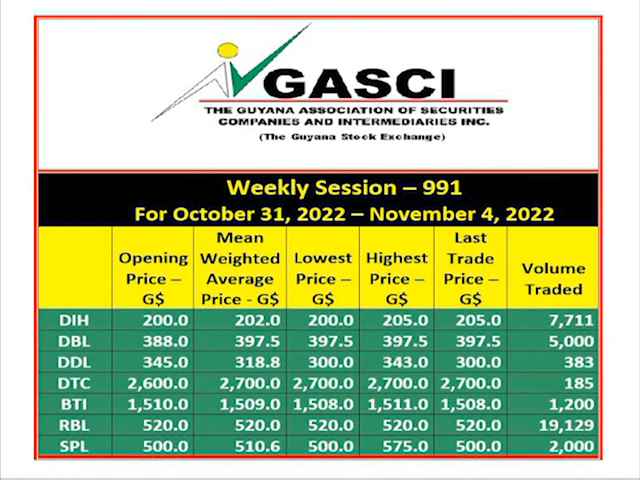 GASCI
THE GUYANA ASSOCIATION OF SECURITIES
COMPANIES AND INTERMEDIARIES INC.
(The Guyana Stock Exchange)
Weekly Session – 991
For October 31, 2022 – November 4, 2022
Opening Price – G$ Mean Weighted Average Price - G$ Lowest Price – G$ Highest Price – G$ Last Trade Price – G$ Volume Traded
DIH 200.0 202.0 200.0 205.0 205.0 7,711
DBL 388.0 397.5 397.5 397.5 397.5 5,000
DDL 345.0 318.8 300.0 343.0 300.0 383
DTC 2,600.0 2,700.0 2,700.0 2,700.0 2,700.0 185
BTI 1,510.0 1,509.0 1,508.0 1,511.0 1,508.0 1,200
RBL 520.0 520.0 520.0 520.0 520.0 19,129
SPL 500.0 510.6 500.0 575.0 500.0 2,000